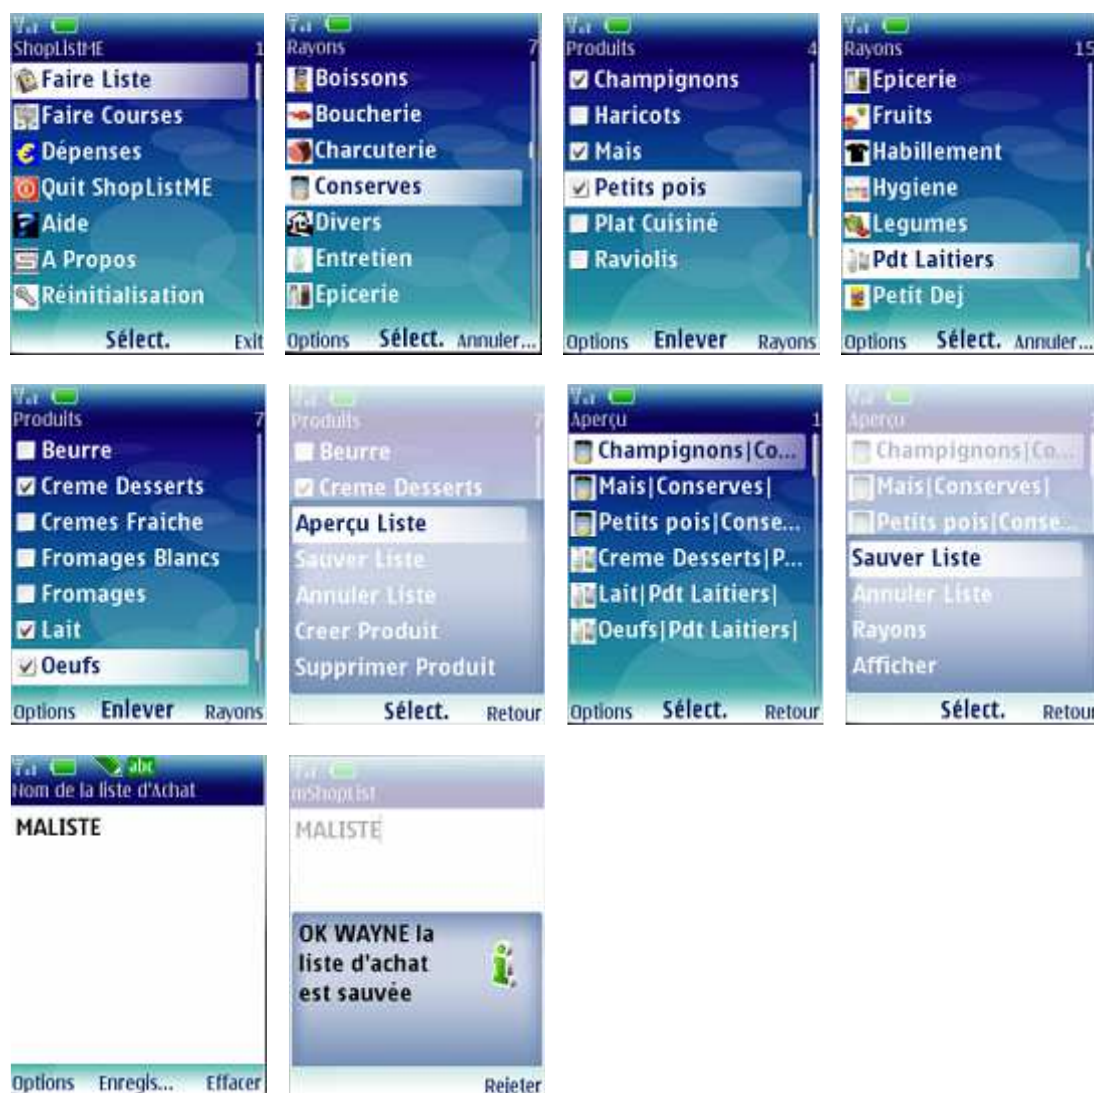 ShopListME 1
Faire Liste
Faire Courses
Dépenses
Quit ShopListME
Aide
A Propos
Réinitialisation
Sélect. Exit
Rayons 7
Boissons
Boucherie
Charcuterie
Conserves
Divers
Entretien
Epicerie
Options Sélect. Annuler...
Produits 4
Champignons
Haricots
Mais
Petits pois
Plat Cuisiné
Raviolis
Options Enlever Rayons
Rayons 15
Epicerie
Fruits
Habillement
Hygiene
Legumes
Pdt Laitiers
Petit Dej
Options Sélect. Annuler...
Produits 7
Beurre
Creme Desserts
Cremes Fraiche
Fromages Blancs
Fromages
Lait
Oeufs
Options Enlever Rayons
Produits 7
Beurre
Creme Desserts
Aperçu Liste
Sauver Liste
Annuler Liste
Creer Produit
Supprimer Produit
Sélect. Retour
Aperçu 1
Champignons|Co...
Mais|Conserves|
Petits pois|Conse...
Creme Desserts|P...
Lait|Pdt Laitiers|
Oeufs|Pdt Laitiers|
Options Sélect. Retour
Aperçu 1
Champignons|Co...
Mais|Conserves|
Petits pois|Conse...
Sauver Liste
Annuler Liste
Rayons
Afficher
Sélect. Retour
abc
Nom de la liste d'Achat
MALISTE
Options Enregis... Effacer
mShopList
MALISTE
OK WAYNE la
liste d'achat
est sauvée
Rejeter